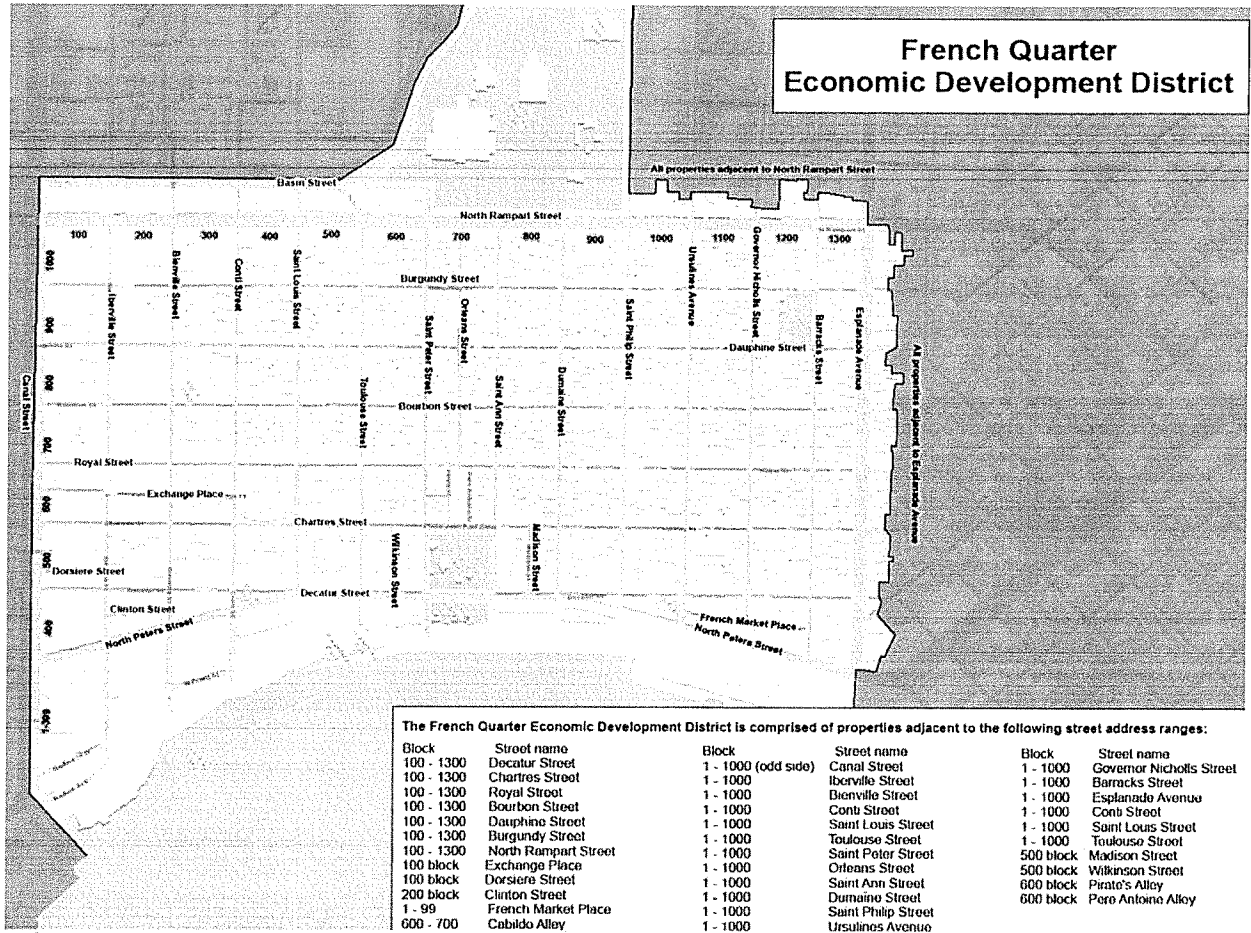 French Quarter
Economic Development District
All properties adjacent to North Rampart Street
Basin Street
North Rampart Street
100 200 300 400 500 600 700 800 900 1000 1100 1200 1300
1000
900
800
700
600
500
400
1-300
Canal Street
Iberville Street
Bienville Street
Conti Street
Saint Louis Street
Toulouse Street
Saint Peter Street
Orleans Street
Saint Ann Street
Dumaine Street
Saint Philip Street
Ursulines Avenue
Governor Nicholls Street
Barracks Street
Esplanade Avenue
All properties adjacent to Esplanade Avenue
Burgundy Street
Dauphine Street
Bourbon Street
Royal Street
Exchange Place
Chartres Street
Wilkinson Street
Madison Street
Dorsiere Street
Decatur Street
Clinton Street
North Peters Street
French Market Place
North Peters Street
The French Quarter Economic Development District is comprised of properties adjacent to the following street address ranges:
Block Street name
100 - 1300 Decatur Street
100 - 1300 Chartres Street
100 - 1300 Royal Street
100 - 1300 Bourbon Street
100 - 1300 Dauphine Street
100 - 1300 Burgundy Street
100 - 1300 North Rampart Street
100 block Exchange Place
100 block Dorsiere Street
200 block Clinton Street
1 - 99 French Market Place
600 - 700 Cabildo Alley
Block Street name
1 - 1000 (odd side) Canal Street
1 - 1000 Iberville Street
1 - 1000 Bienville Street
1 - 1000 Conti Street
1 - 1000 Saint Louis Street
1 - 1000 Toulouse Street
1 - 1000 Saint Peter Street
1 - 1000 Orleans Street
1 - 1000 Saint Ann Street
1 - 1000 Dumaine Street
1 - 1000 Saint Philip Street
1 - 1000 Ursulines Avenue
Block Street name
1 - 1000 Governor Nicholls Street
1 - 1000 Barracks Street
1 - 1000 Esplanade Avenue
1 - 1000 Conti Street
1 - 1000 Saint Louis Street
1 - 1000 Toulouse Street
500 block Madison Street
500 block Wilkinson Street
600 block Pirate's Alley
600 block Pere Antoine Alley